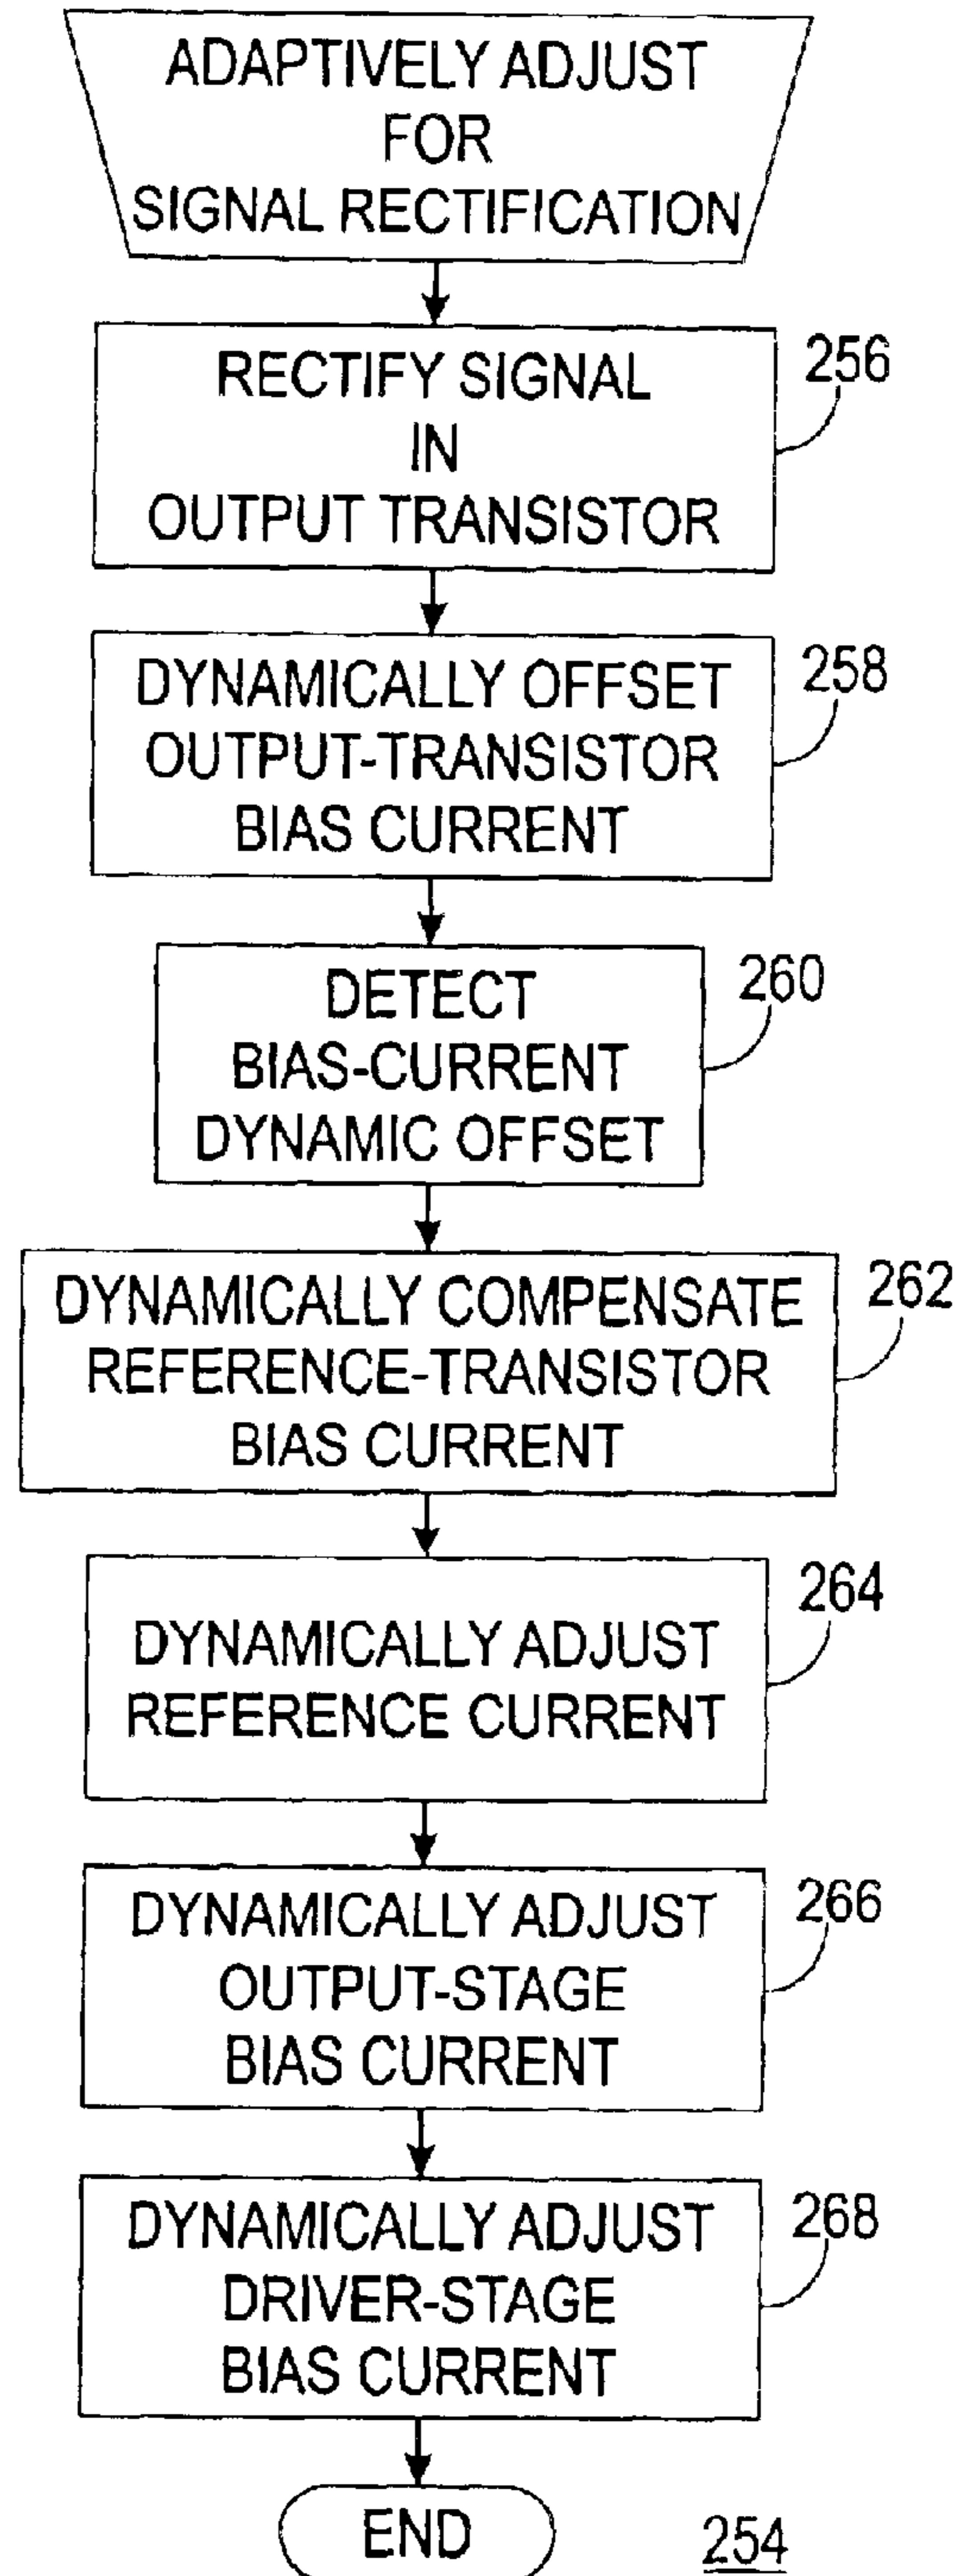 ADAPTIVELY ADJUST
FOR
SIGNAL RECTIFICATION
RECTIFY SIGNAL
IN
OUTPUT TRANSISTOR
256
DYNAMICALLY OFFSET
OUTPUT-TRANSISTOR
BIAS CURRENT
258
DETECT
BIAS-CURRENT
DYNAMIC OFFSET
260
DYNAMICALLY COMPENSATE
REFERENCE-TRANSISTOR
BIAS CURRENT
262
DYNAMICALLY ADJUST
REFERENCE CURRENT
264
DYNAMICALLY ADJUST
OUTPUT-STAGE
BIAS CURRENT
266
DYNAMICALLY ADJUST
DRIVER-STAGE
BIAS CURRENT
268
END
254